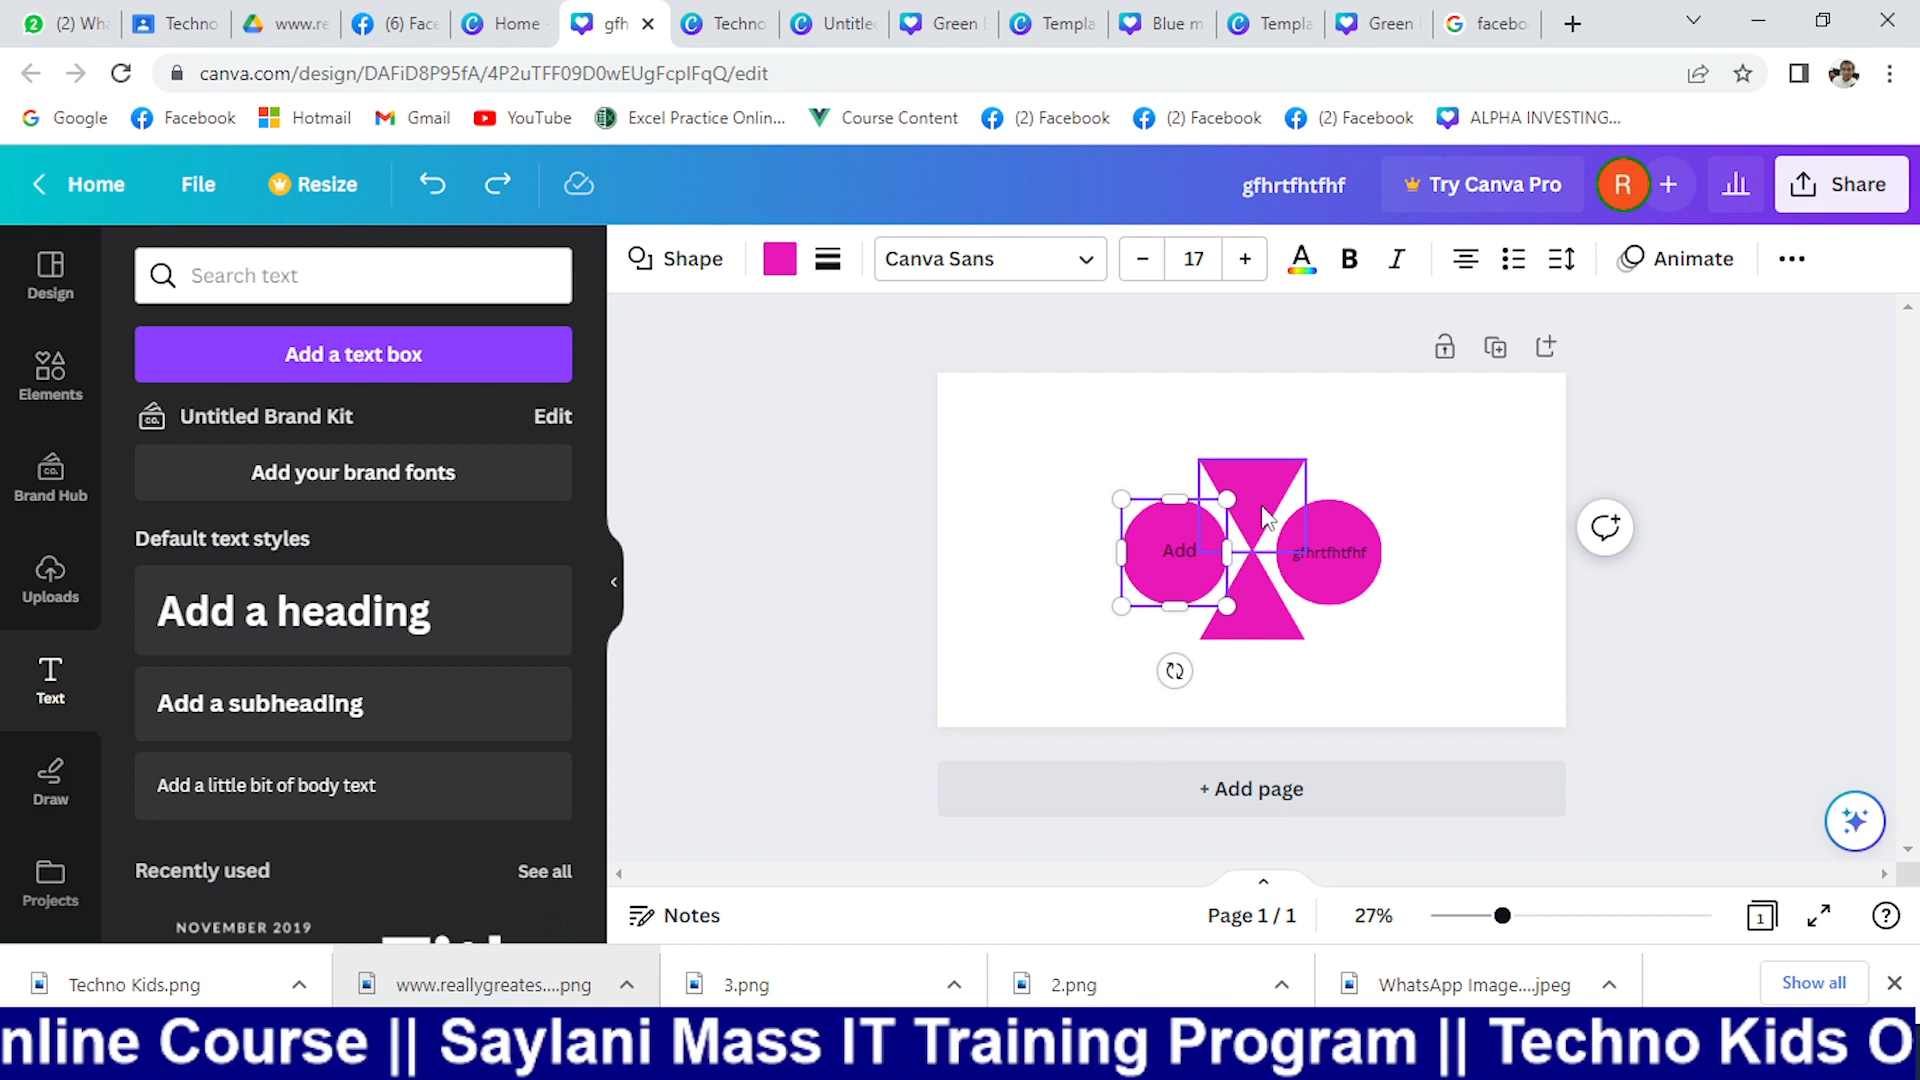 (2) Wha
Techno
www.re
(6) Face
Home -
gfh
Techno
Untitle
Green
Templa
Blue m
Templa
Green
facebo
canva.com/design/DAFiD8P95fA/4P2uTFF09D0wEUgFcpIFqQ/edit
Google
Facebook
Hotmail
Gmail
YouTube
Excel Practice Onlin...
Course Content
(2) Facebook
(2) Facebook
(2) Facebook
ALPHA INVESTING...
Home
File
Resize
gfhrtfhtfhf
Try Canva Pro
R
Share
Design
Elements
Brand Hub
Uploads
Text
Draw
Projects
Search text
Add a text box
Untitled Brand Kit
Edit
Add your brand fonts
Default text styles
Add a heading
Add a subheading
Add a little bit of body text
Recently used
See all
NOVEMBER 2019
Shape
Canva Sans
17
A
B
I
Animate
Add
gfhrtfhtfhf
+ Add page
Notes
Page 1 / 1
27%
1
Techno Kids.png
www.reallygreates....png
3.png
2.png
WhatsApp Image....jpeg
Show all
nline Course || Saylani Mass IT Training Program || Techno Kids O